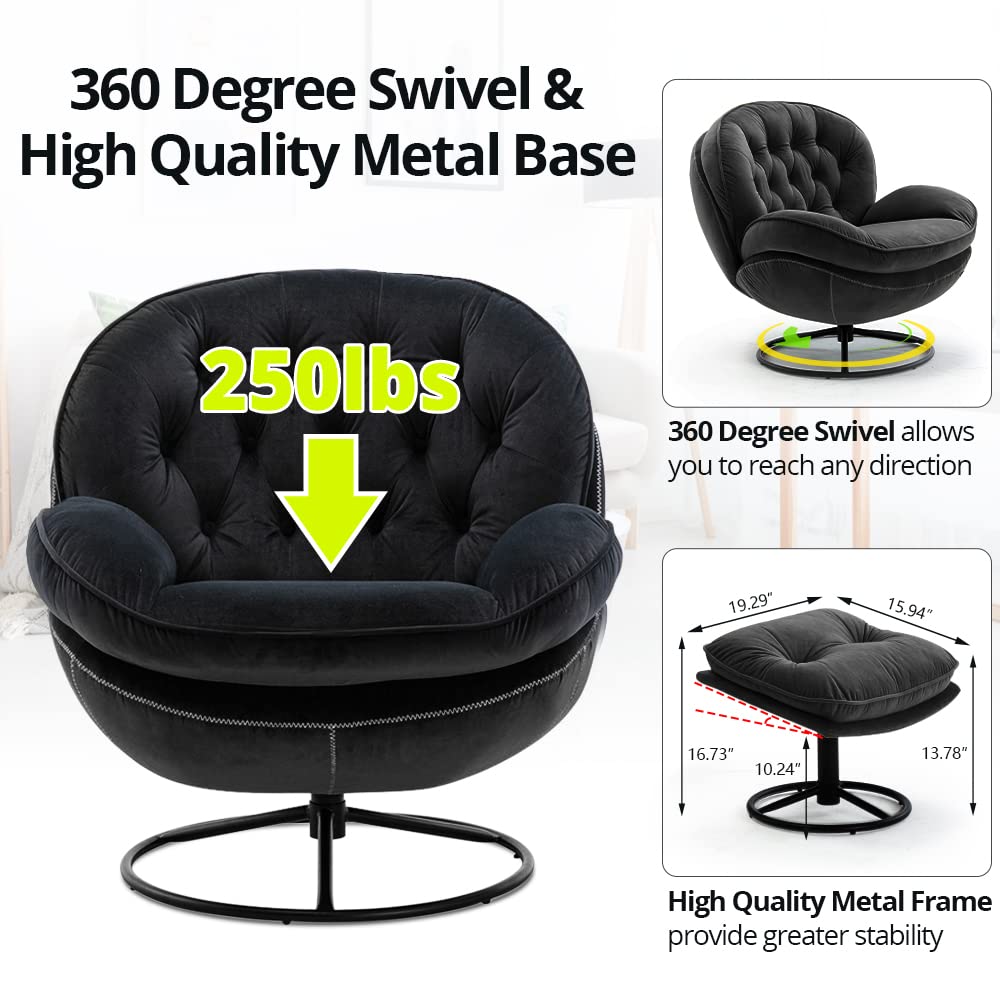 360 Degree Swivel &
High Quality Metal Base
250lbs
360 Degree Swivel allows
you to reach any direction
19.29"
15.94"
16.73"
10.24"
13.78"
High Quality Metal Frame
provide greater stability